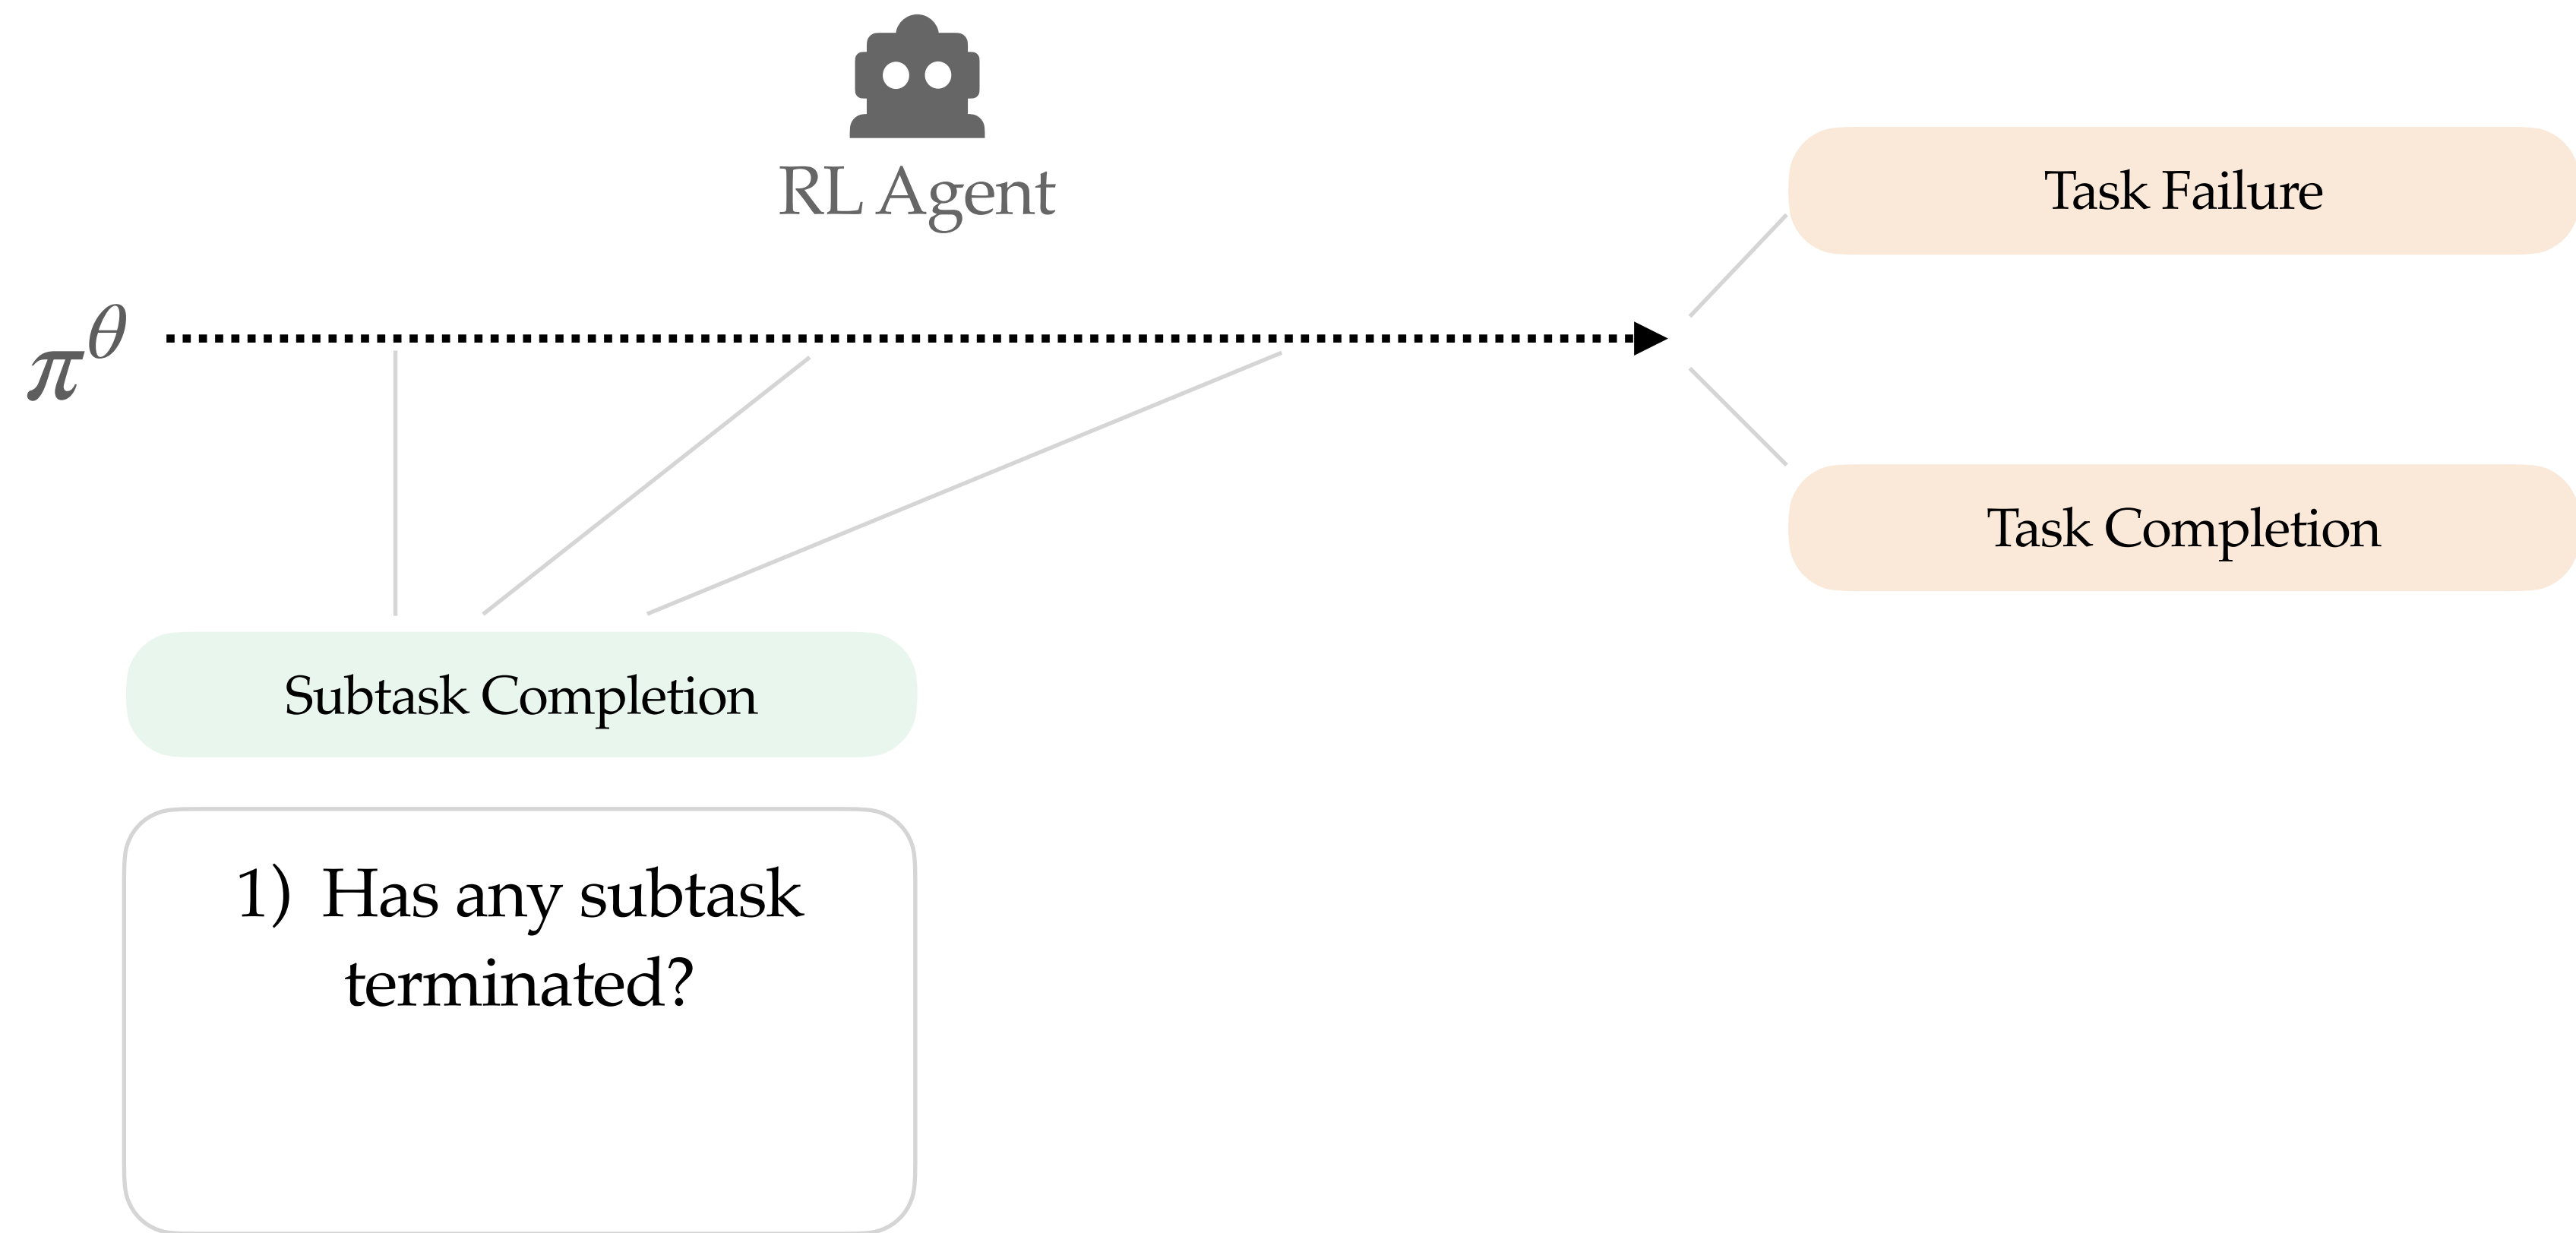 RL Agent
Task Failure
π^θ
Task Completion
Subtask Completion
1) Has any subtask
terminated?